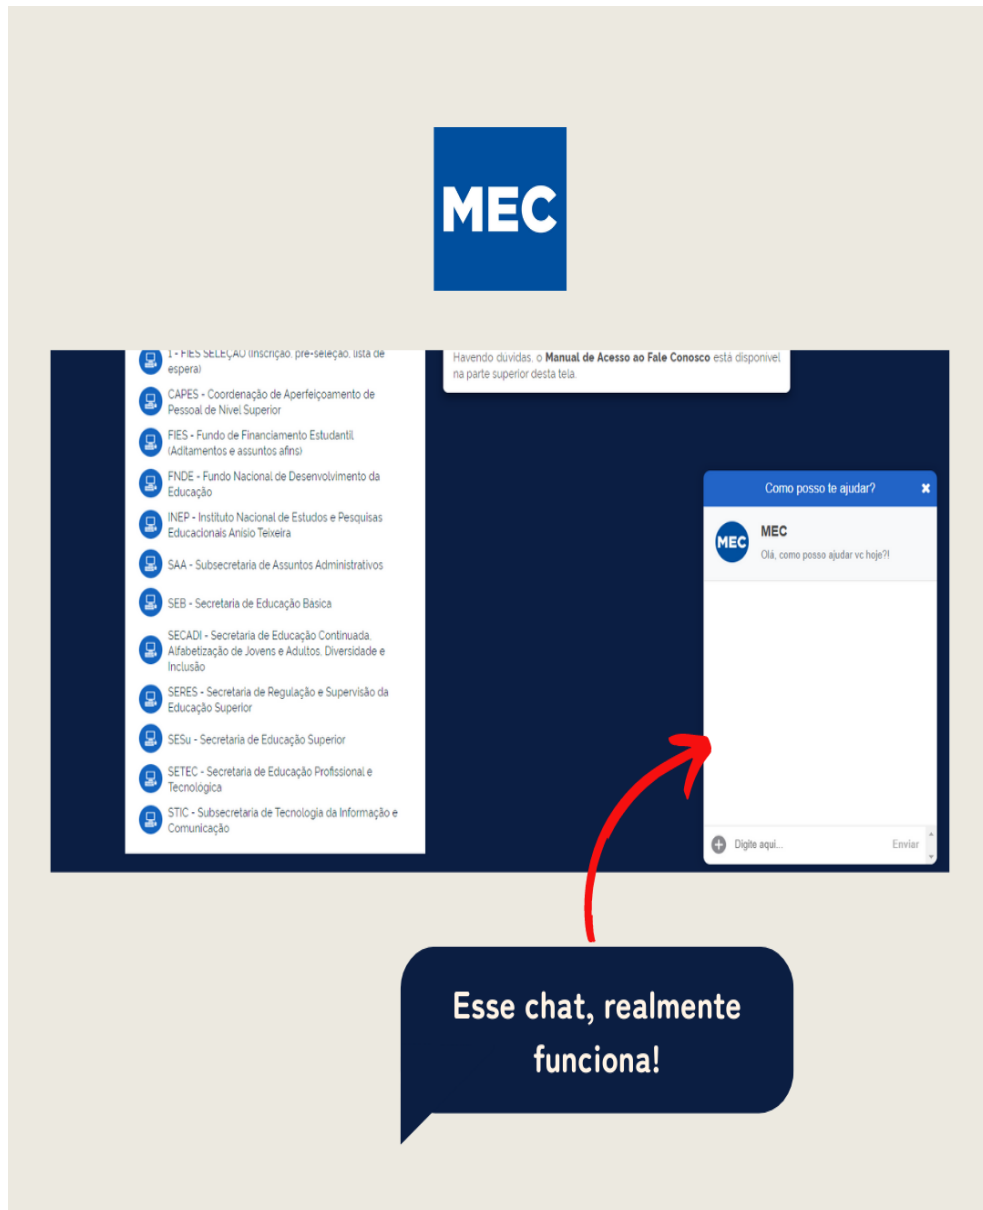 MEC
1 - FIES SELEÇÃO (Inscrição, pré-seleção, lista de
espera)
CAPES - Coordenação de Aperfeiçoamento de
Pessoal de Nível Superior
FIES - Fundo de Financiamento Estudantil
(Aditamentos e assuntos afins)
FNDE - Fundo Nacional de Desenvolvimento da
Educação
INEP - Instituto Nacional de Estudos e Pesquisas
Educacionais Anísio Teixeira
SAA - Subsecretaria de Assuntos Administrativos
SEB - Secretaria de Educação Básica
SECADI - Secretaria de Educação Continuada,
Alfabetização de Jovens e Adultos, Diversidade e
Inclusão
SERES - Secretaria de Regulação e Supervisão da
Educação Superior
SESu - Secretaria de Educação Superior
SETEC - Secretaria de Educação Profissional e
Tecnológica
STIC - Subsecretaria de Tecnologia da Informação e
Comunicação
Havendo dúvidas, o Manual de Acesso ao Fale Conosco está disponível
na parte superior desta tela.
Como posso te ajudar?
MEC
MEC
Olá, como posso ajudar vc hoje?!
Digite aqui...
Enviar
Esse chat, realmente
funciona!